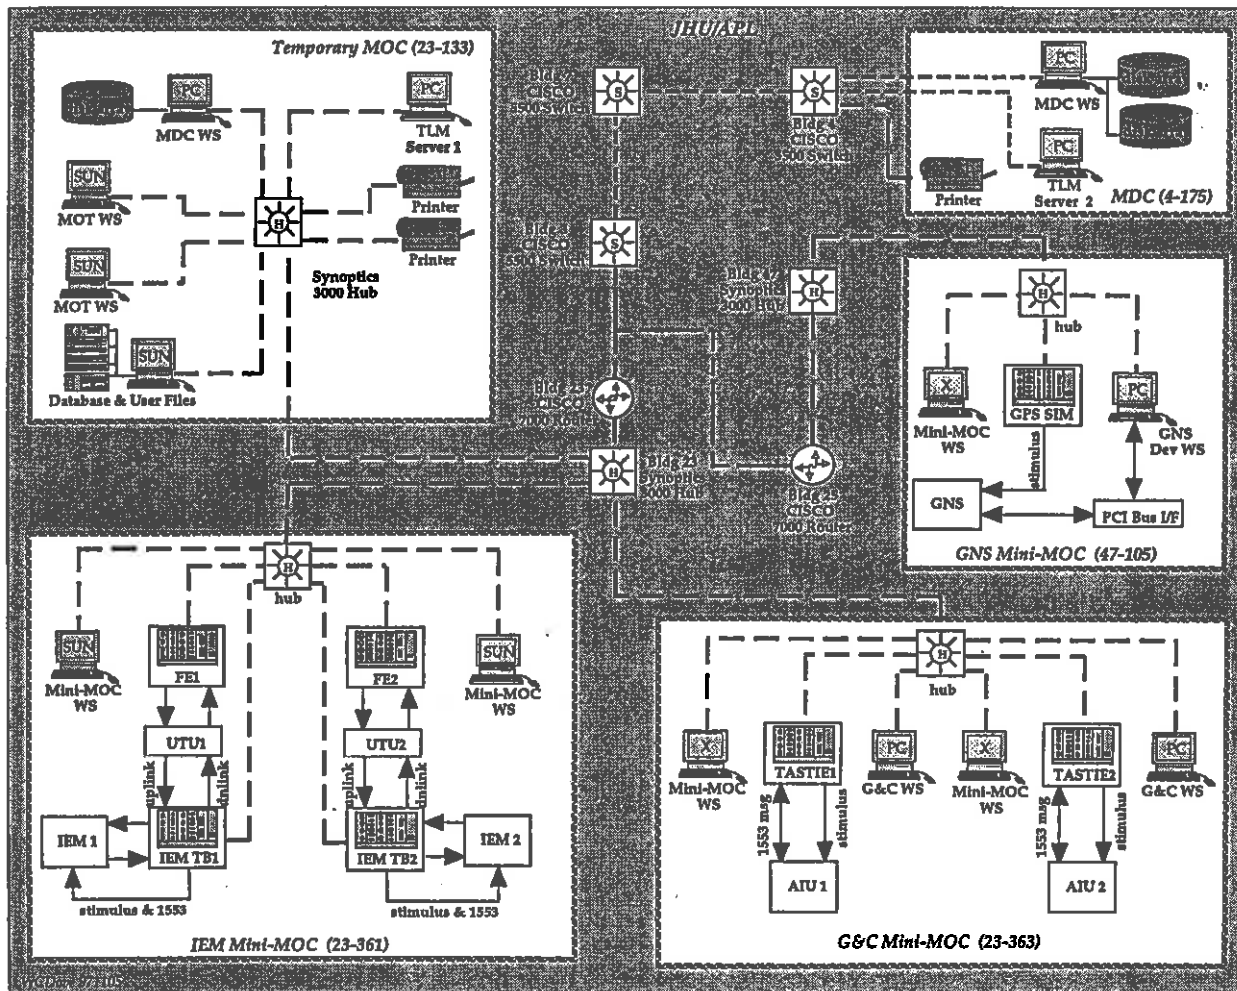 JHU/APL
Temporary MOC (23-133)
PC
MDC WS
PC
TLM
Server 1
SUN
MOT WS
H
Printer
Printer
SUN
MOT WS
Synoptics
3000 Hub
SUN
Database & User Files
Bldg
CISCO
5500 Switch
S
S
Bldg 4
CISCO
5500 Switch
PC
MDC WS
PC
TLM
Server 2
Printer
MDC (4-175)
Bldg
CISCO
5500 Switch
S
Bldg 47
Synoptics
3000 Hub
H
Bldg 23
CISCO
7000 Router
H
Bldg 23
Synoptics
3000 Hub
Bldg
CISCO
7000 Router
H
hub
X
Mini-MOC
WS
GPS SIM
PC
GNS
Dev WS
stimulus
GNS
PCI Bus I/F
GNS Mini-MOC (47-105)
H
hub
SUN
Mini-MOC
WS
FE1
FE2
SUN
Mini-MOC
WS
UTU1
UTU2
uplink
dnlink
uplink
dnlink
IEM 1
IEM TB1
IEM TB2
IEM 2
stimulus & 1553
stimulus & 1553
IEM Mini-MOC (23-361)
H
hub
X
Mini-MOC
WS
TASTIE1
PC
G&C WS
X
Mini-MOC
WS
TASTIE2
PC
G&C WS
1553 msg
stimulus
1553 msg
stimulus
AIU 1
AIU 2
G&C Mini-MOC (23-363)